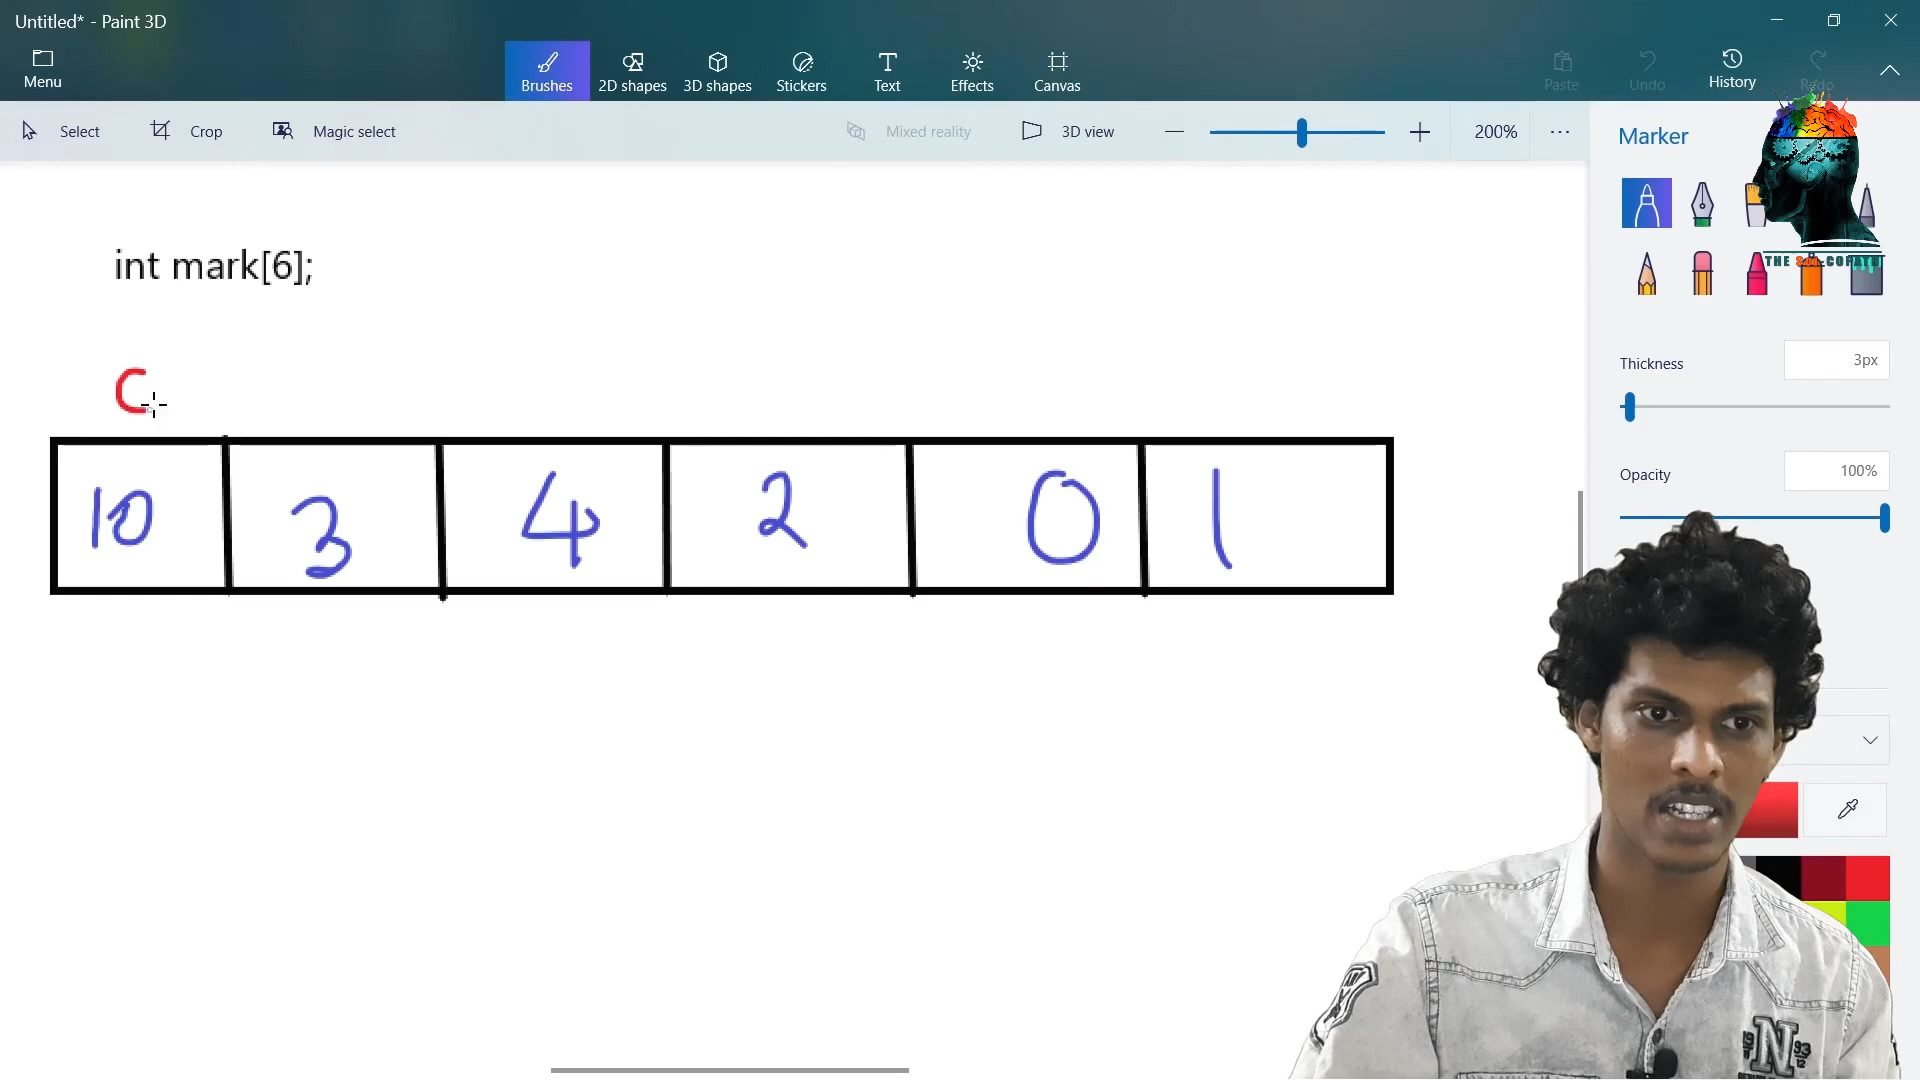 Untitled* - Paint 3D
Menu
Brushes
2D shapes
3D shapes
Stickers
Text
Effects
Canvas
Paste
Undo
History
Redo
Select
Crop
Magic select
Mixed reality
3D view
200%
Marker
int mark[6];
THE
Thickness
3px
C
10 3 4 2 0 1
Opacity
100%
N
93